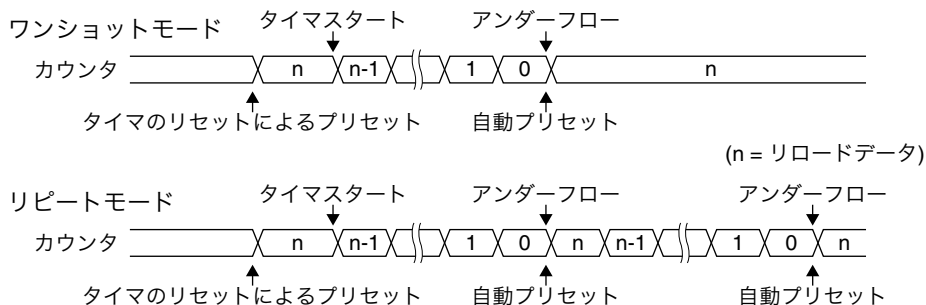 ワンショットモード
タイマスタート アンダーフロー
カウンタ n n-1 1 0 n
タイマのリセットによるプリセット 自動プリセット
(n = リロードデータ)
リピートモード
タイマスタート アンダーフロー アンダーフロー
カウンタ n n-1 1 0 n n-1 1 0 n
タイマのリセットによるプリセット 自動プリセット 自動プリセット